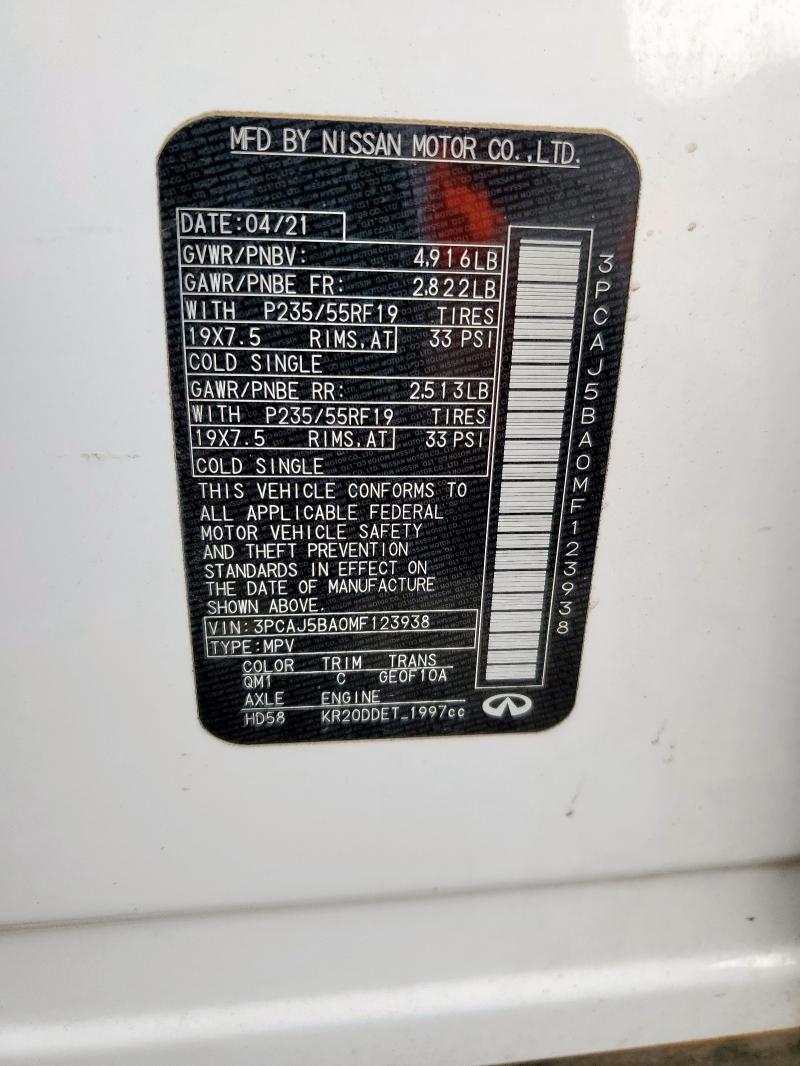 MFD BY NISSAN MOTOR CO.,LTD.
DATE:04/21
GVWR/PNBV: 4,916LB
GAWR/PNBE FR: 2,822LB
WITH P235/55RF19 TIRES
19X7.5 RIMS,AT 33 PSI
COLD SINGLE
GAWR/PNBE RR: 2,513LB
WITH P235/55RF19 TIRES
19X7.5 RIMS,AT 33 PSI
COLD SINGLE
THIS VEHICLE CONFORMS TO
ALL APPLICABLE FEDERAL
MOTOR VEHICLE SAFETY
AND THEFT PREVENTION
STANDARDS IN EFFECT ON
THE DATE OF MANUFACTURE
SHOWN ABOVE.
VIN:3PCAJ5BA0MF123938
TYPE:MPV
COLOR TRIM TRANS
QM1 C GE0F10A
AXLE ENGINE
HD58 KR20DDET_1997cc
3PCAJ5BA0MF123938